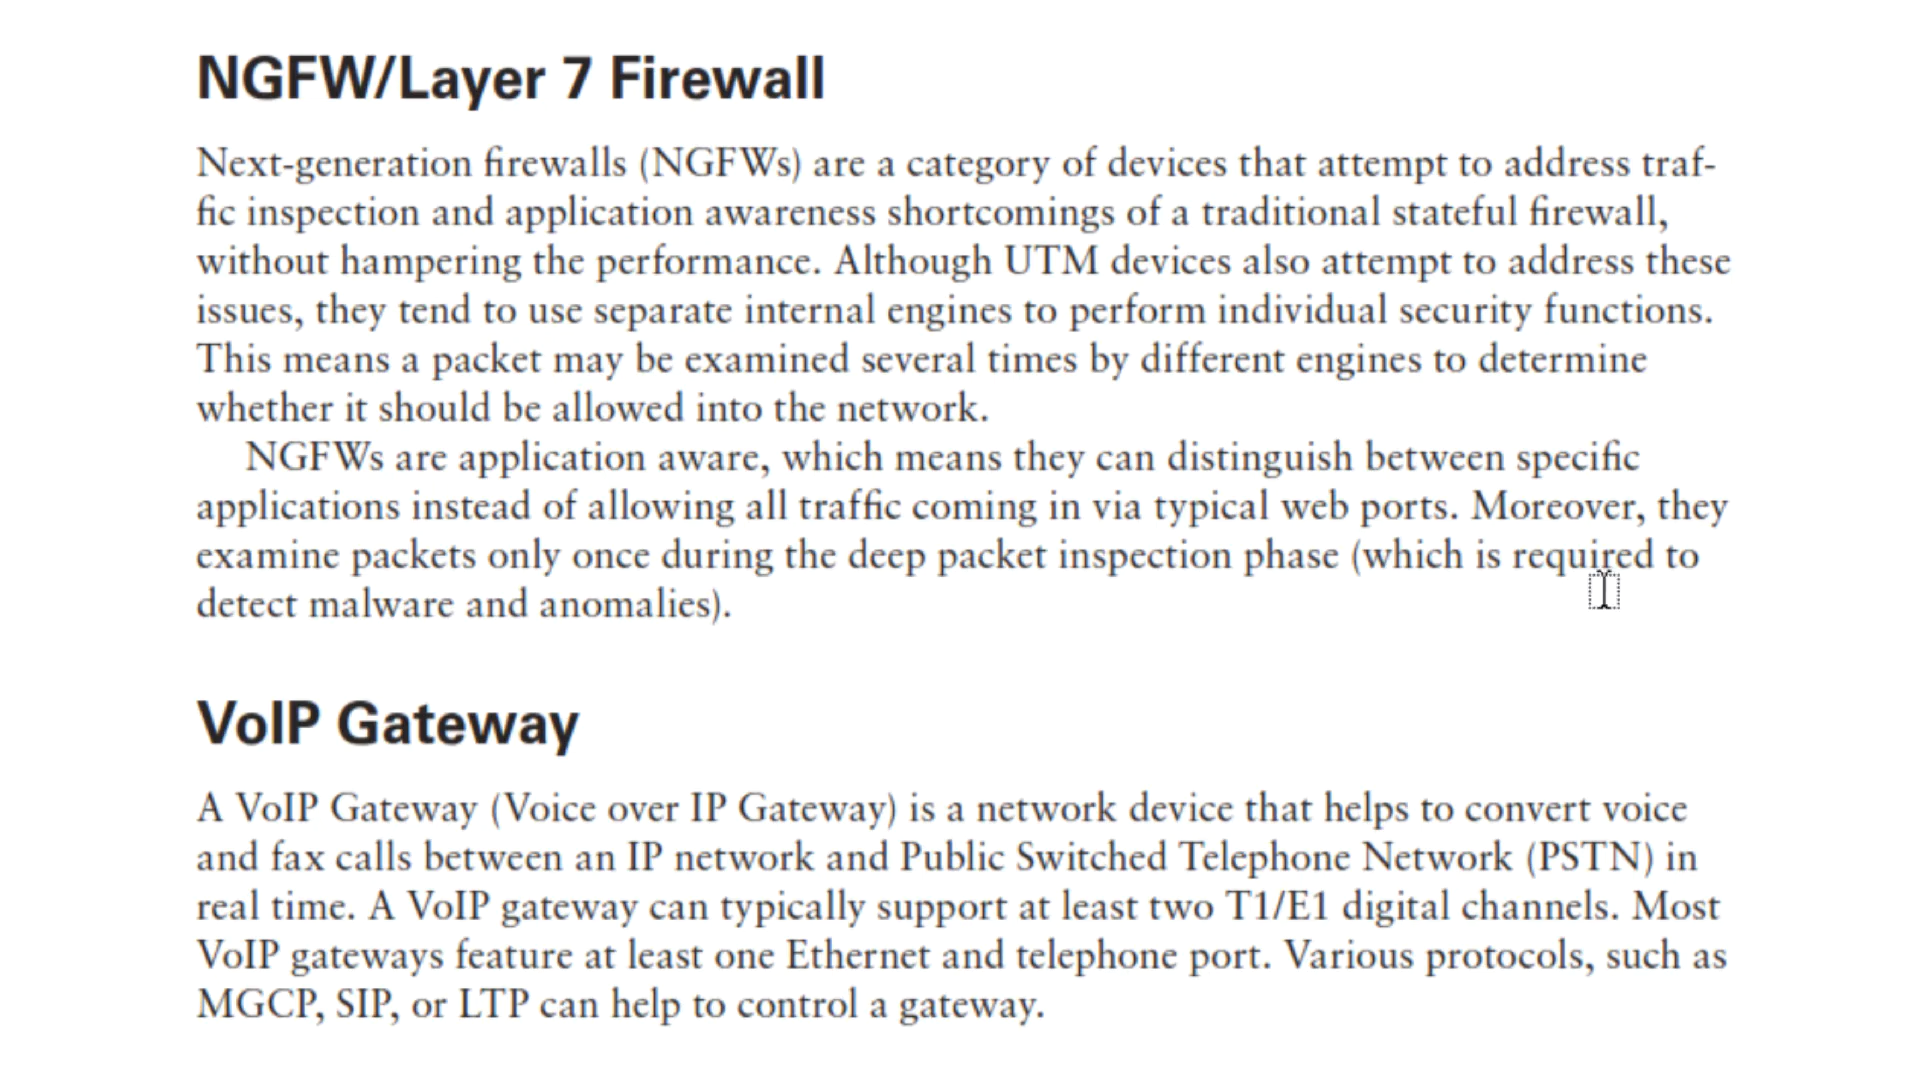 NGFW/Layer 7 Firewall
Next-generation firewalls (NGFWs) are a category of devices that attempt to address traf-
fic inspection and application awareness shortcomings of a traditional stateful firewall,
without hampering the performance. Although UTM devices also attempt to address these
issues, they tend to use separate internal engines to perform individual security functions.
This means a packet may be examined several times by different engines to determine
whether it should be allowed into the network.
NGFWs are application aware, which means they can distinguish between specific
applications instead of allowing all traffic coming in via typical web ports. Moreover, they
examine packets only once during the deep packet inspection phase (which is required to
detect malware and anomalies).
VoIP Gateway
A VoIP Gateway (Voice over IP Gateway) is a network device that helps to convert voice
and fax calls between an IP network and Public Switched Telephone Network (PSTN) in
real time. A VoIP gateway can typically support at least two T1/E1 digital channels. Most
VoIP gateways feature at least one Ethernet and telephone port. Various protocols, such as
MGCP, SIP, or LTP can help to control a gateway.